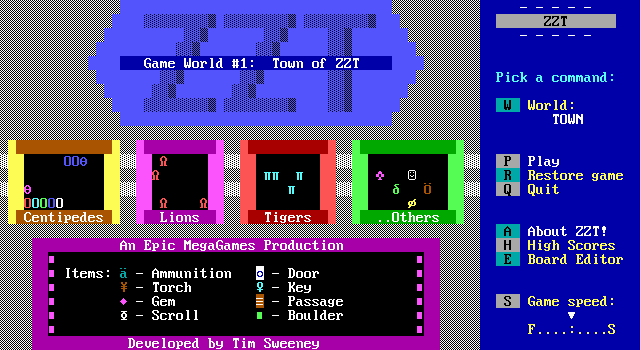 ZZT
Game World #1: Town of ZZT
Centipedes
Lions
Tigers
..Others
An Epic MegaGames Production
Items: ä - Ammunition
Door
Torch
Key
Gem
Passage
Scroll
Boulder
Developed by Tim Sweeney
ZZT
Pick a command:
W World:
TOWN
P Play
R Restore game
Q Quit
A About ZZT!
H High Scores
E Board Editor
S Game speed:
F....:....S